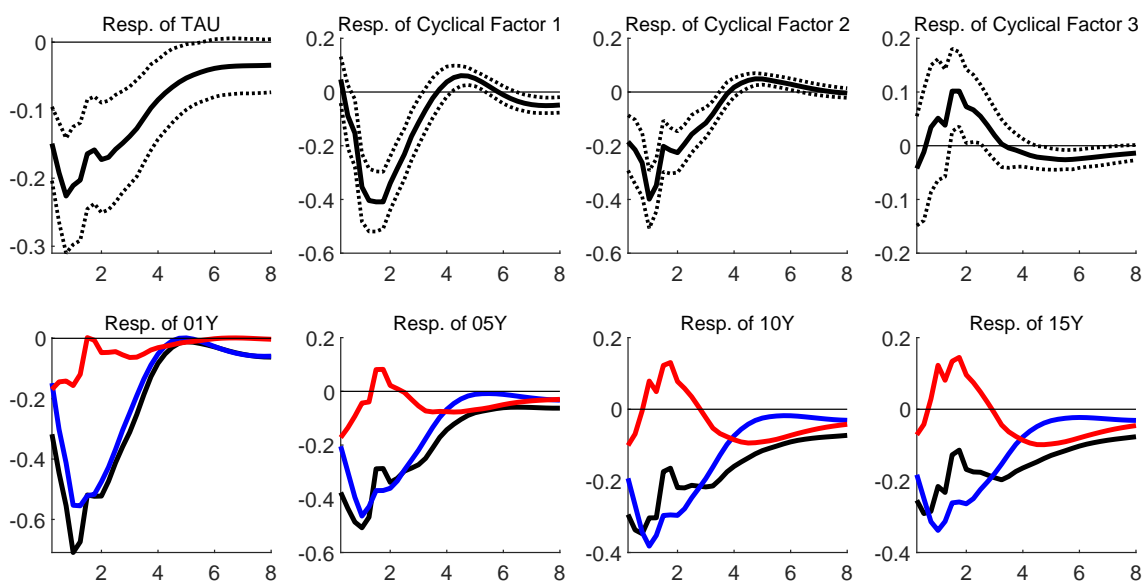 Resp. of TAU
0
-0.1
-0.2
-0.3
2 4 6 8
Resp. of Cyclical Factor 1
0.2
0
-0.2
-0.4
-0.6
2 4 6 8
Resp. of Cyclical Factor 2
0.2
0
-0.2
-0.4
-0.6
2 4 6 8
Resp. of Cyclical Factor 3
0.2
0.1
0
-0.1
-0.2
2 4 6 8
Resp. of 01Y
0
-0.2
-0.4
-0.6
2 4 6 8
Resp. of 05Y
0.2
0
-0.2
-0.4
-0.6
2 4 6 8
Resp. of 10Y
0.2
0
-0.2
-0.4
2 4 6 8
Resp. of 15Y
0.2
0
-0.2
-0.4
2 4 6 8